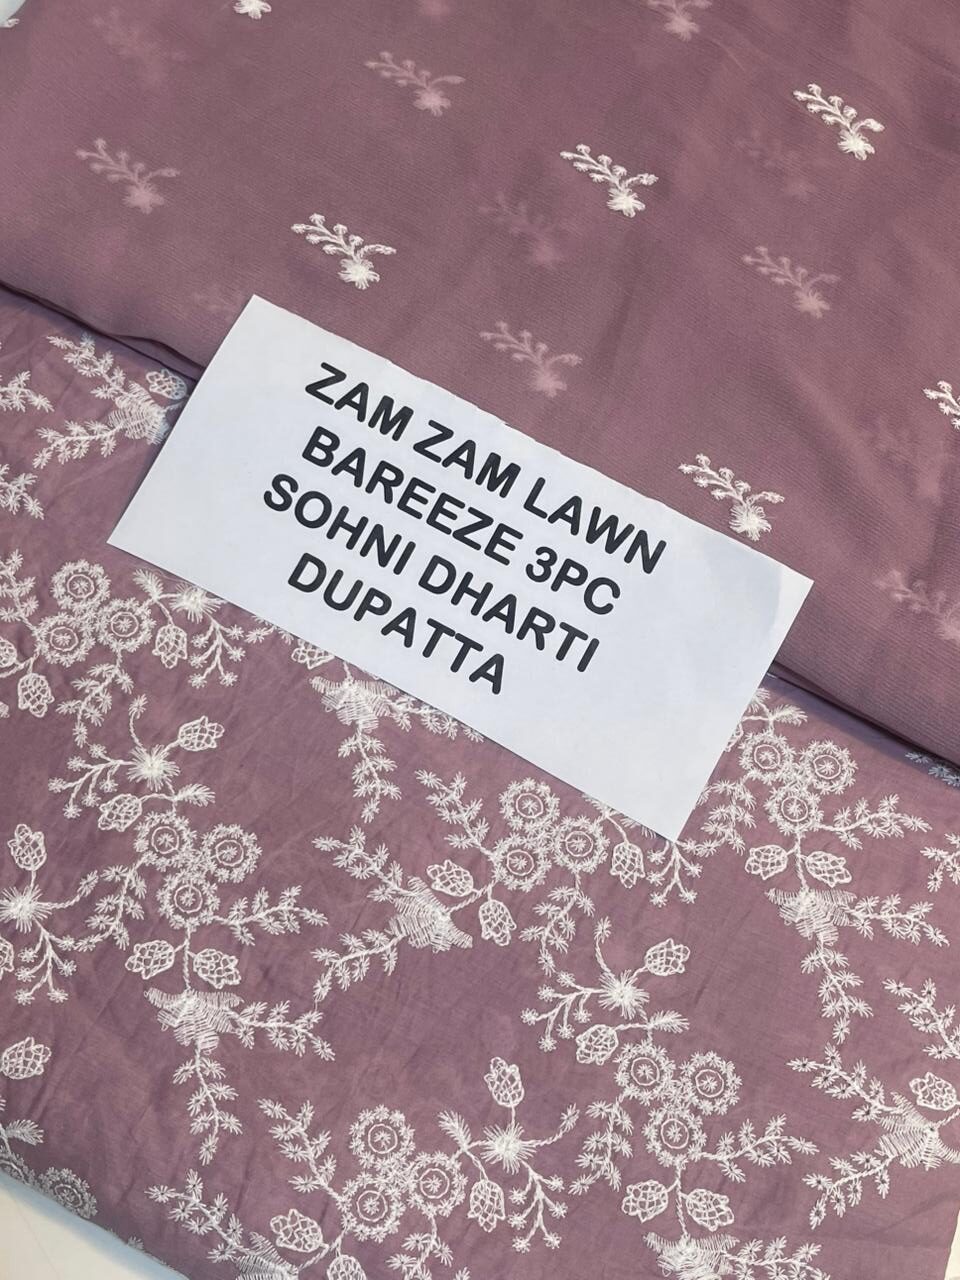 ZAM ZAM LAWN
BAREEZE 3PC
SOHNI DHARTI
DUPATTA